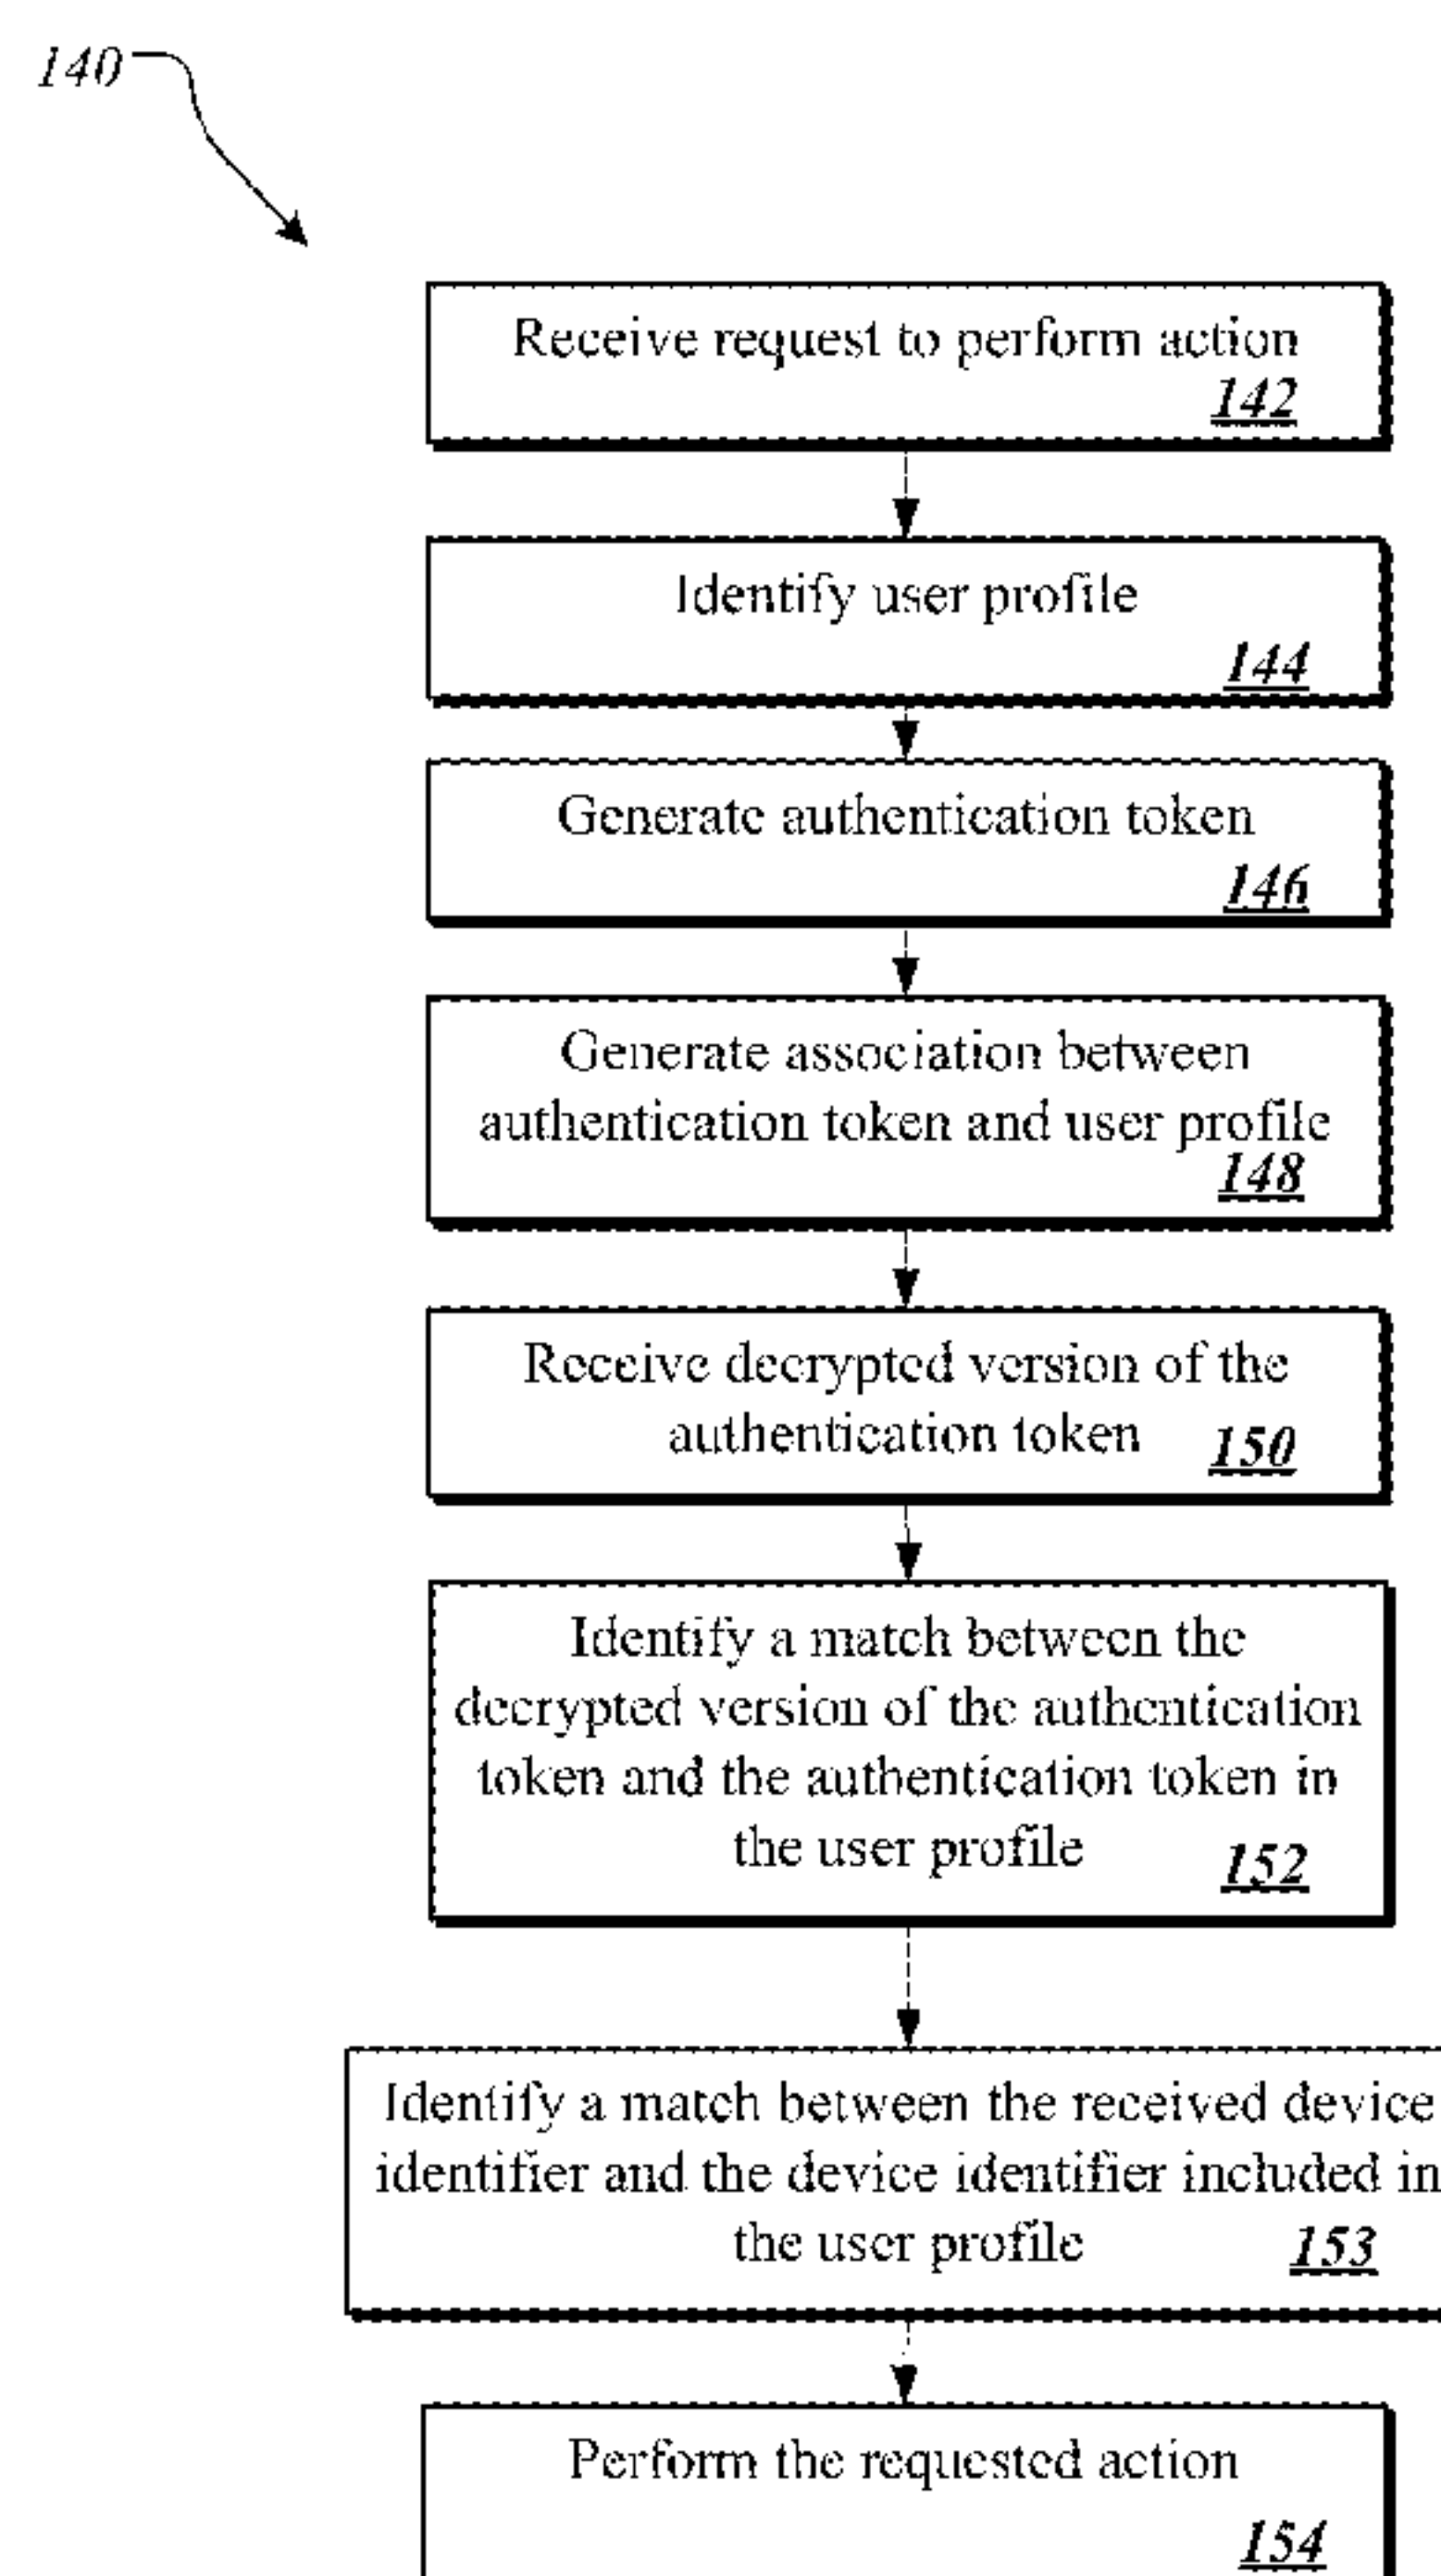 140
Receive request to perform action
142
Identify user profile
144
Generate authentication token
146
Generate association between
authentication token and user profile
148
Receive decrypted version of the
authentication token 150
Identify a match between the
decrypted version of the authentication
token and the authentication token in
the user profile 152
Identify a match between the received device
identifier and the device identifier included in
the user profile 153
Perform the requested action
154